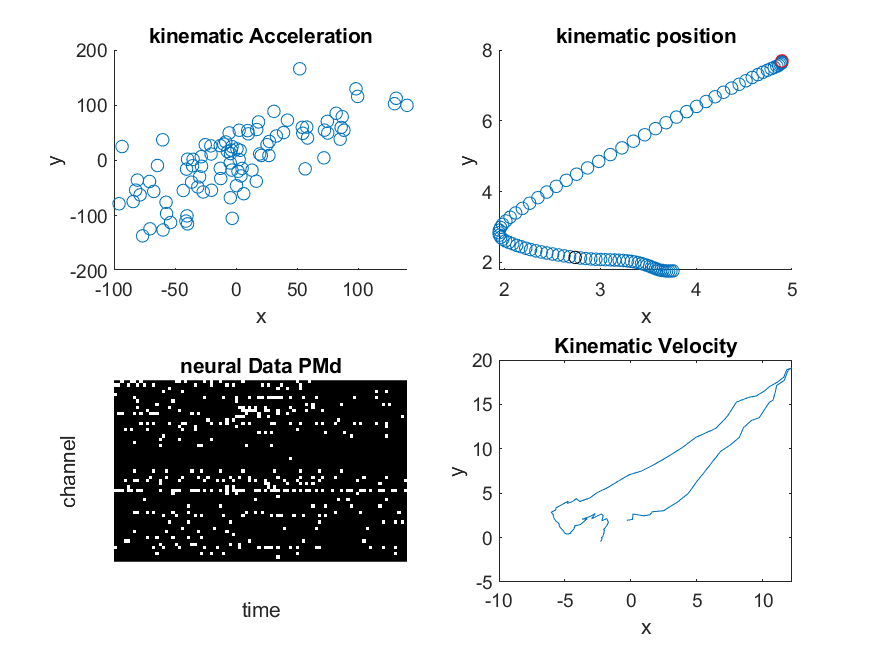 kinematic Acceleration
200
100
0
-100
-200
y
-100
-50
0
50
100
x
kinematic position
8
6
4
2
y
2
3
4
5
x
neural Data PMd
channel
time
Kinematic Velocity
20
15
10
5
0
-5
y
-10
-5
0
5
10
x